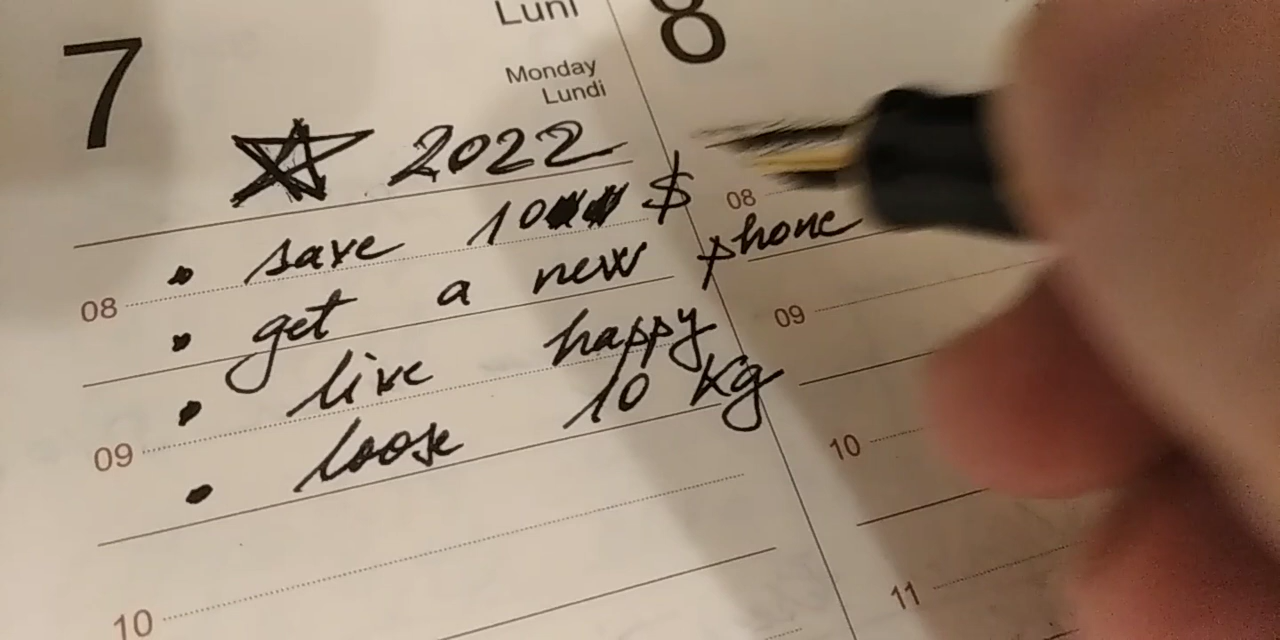 7
Luni
Monday
Lundi
8
2022
save 10 $
get a new phone
live happy
loose 10 Kg
08
09
10
08
09
10
11